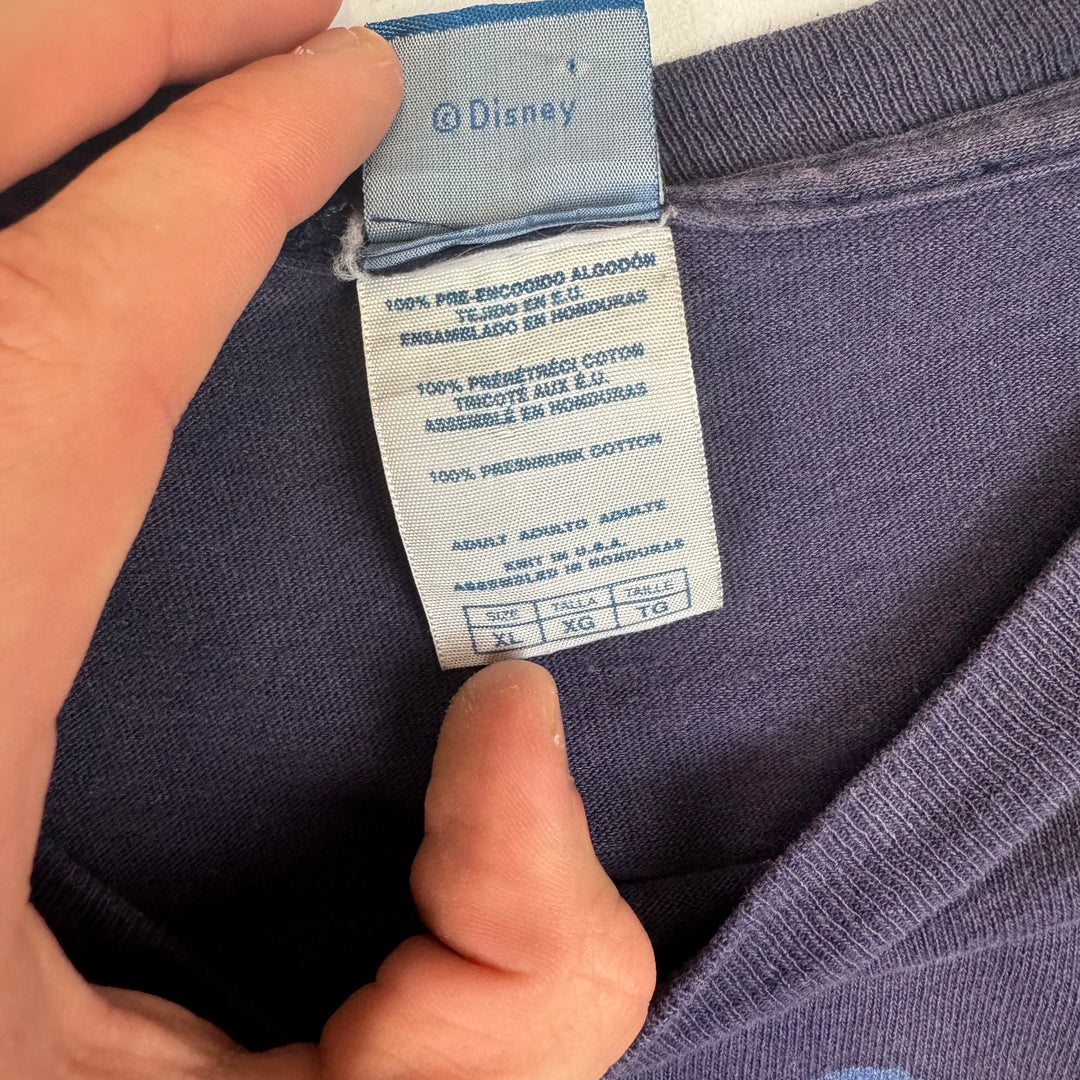 ©Disney
100% PRE-ENCOGIDO ALGODÓN
TEJIDO EN E.U.
ENSAMBLADO EN HONDURAS
100% PRÉRÉTRÉCI COTON
TRICOTÉ AUX É.U.
ASSEMBLÉ EN HONDURAS
100% PRESHRUNK COTTON
ADULT ADULTO ADULTE
KNIT IN U.S.A.
ASSEMBLED IN HONDURAS
SIZE TALLA TAILLE
XL XG TG